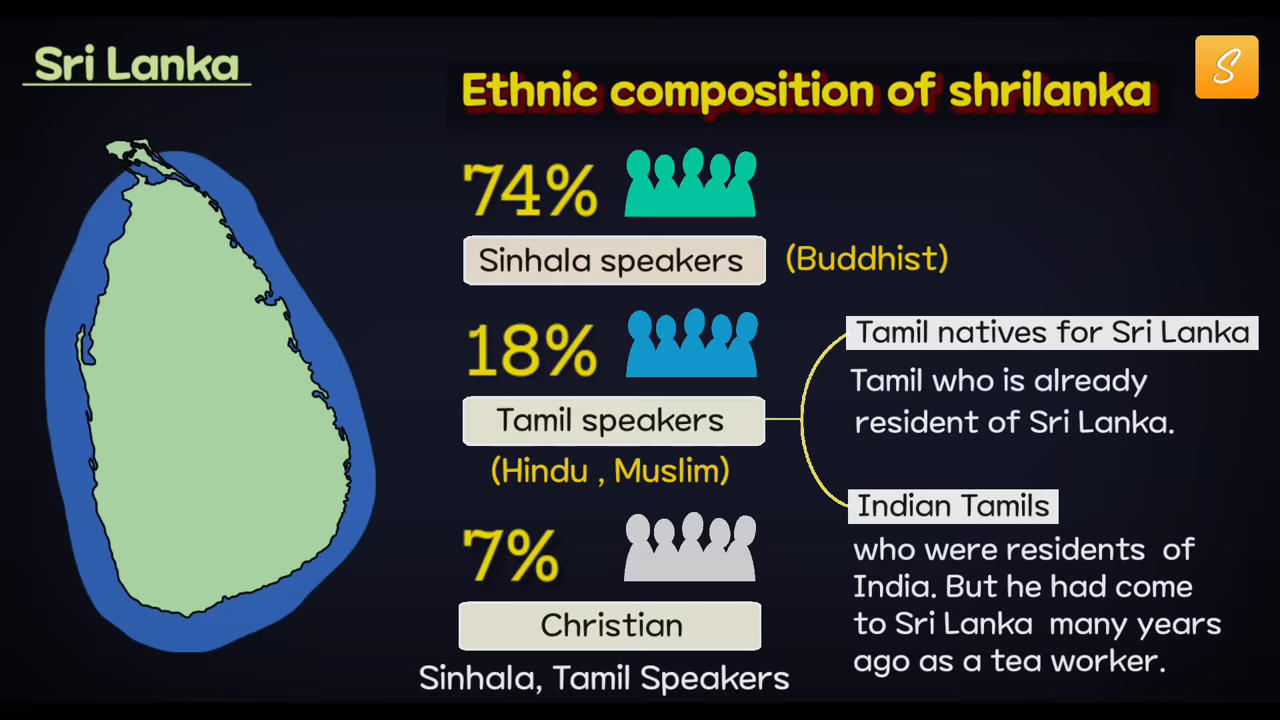 Sri Lanka
Ethnic composition of shrilanka
S
74%
Sinhala speakers
(Buddhist)
18%
Tamil speakers
(Hindu , Muslim)
Tamil natives for Sri Lanka
Tamil who is already
resident of Sri Lanka.
Indian Tamils
who were residents of
India. But he had come
to Sri Lanka many years
ago as a tea worker.
7%
Christian
Sinhala, Tamil Speakers